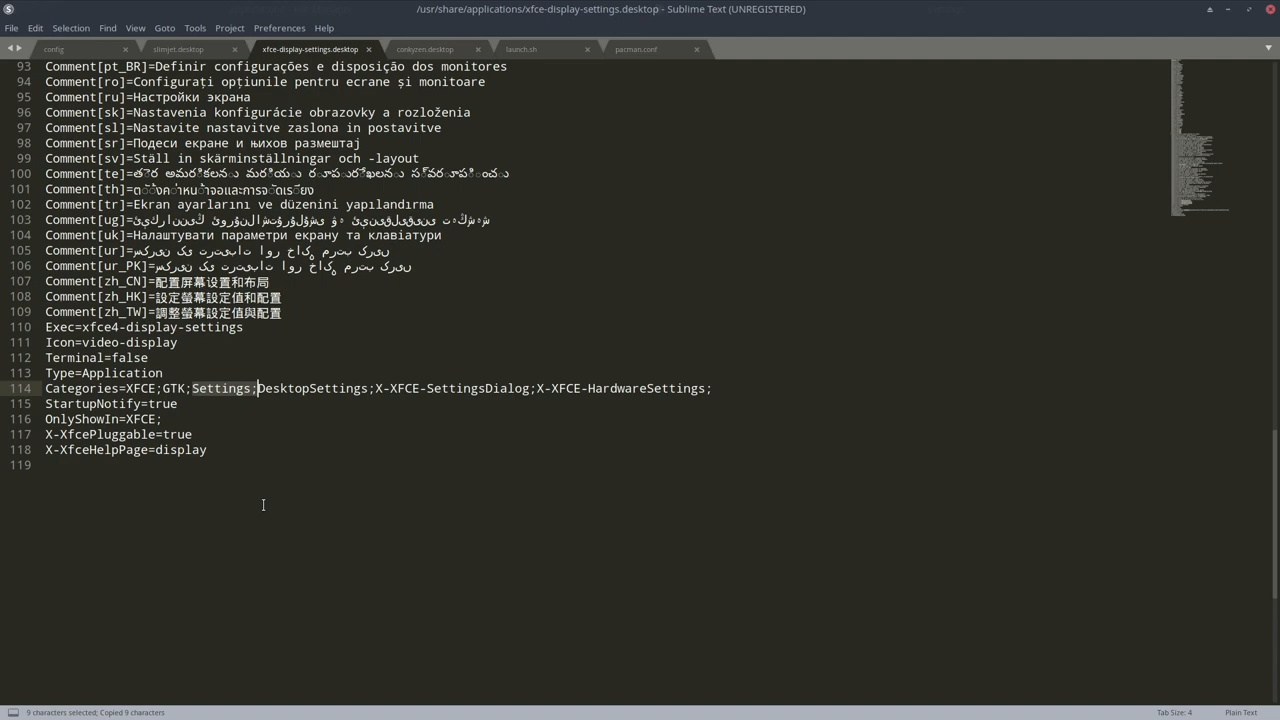 /usr/share/applications/xfce-display-settings.desktop - Sublime Text (UNREGISTERED)
File Edit Selection Find View Goto Tools Project Preferences Help
config slimjet.desktop xfce-display-settings.desktop conkyzen.desktop launch.sh pacman.conf
93 Comment[pt_BR]=Definir configurações e disposição dos monitores
94 Comment[ro]=Configurați opțiunile pentru ecrane și monitoare
95 Comment[ru]=Настройки экрана
96 Comment[sk]=Nastavenia konfigurácie obrazovky a rozloženia
97 Comment[sl]=Nastavite nastavitve zaslona in postavitve
98 Comment[sr]=Подеси екране и њихов размештај
99 Comment[sv]=Ställ in skärminställningar och -layout
100 Comment[te]=
101 Comment[th]=
102 Comment[tr]=Ekran ayarlarını ve düzenini yapılandırma
103 Comment[ug]=
104 Comment[uk]=Налаштувати параметри екрану та клавіатури
105 Comment[ur]=
106 Comment[ur_PK]=
107 Comment[zh_CN]=配置屏幕设置和布局
108 Comment[zh_HK]=設定螢幕設定值和配置
109 Comment[zh_TW]=調整螢幕設定值與配置
110 Exec=xfce4-display-settings
111 Icon=video-display
112 Terminal=false
113 Type=Application
114 Categories=XFCE;GTK;Settings;DesktopSettings;X-XFCE-SettingsDialog;X-XFCE-HardwareSettings;
115 StartupNotify=true
116 OnlyShowIn=XFCE;
117 X-XfcePluggable=true
118 X-XfceHelpPage=display
119
9 characters selected; Copied 9 characters Tab Size: 4 Plain Text